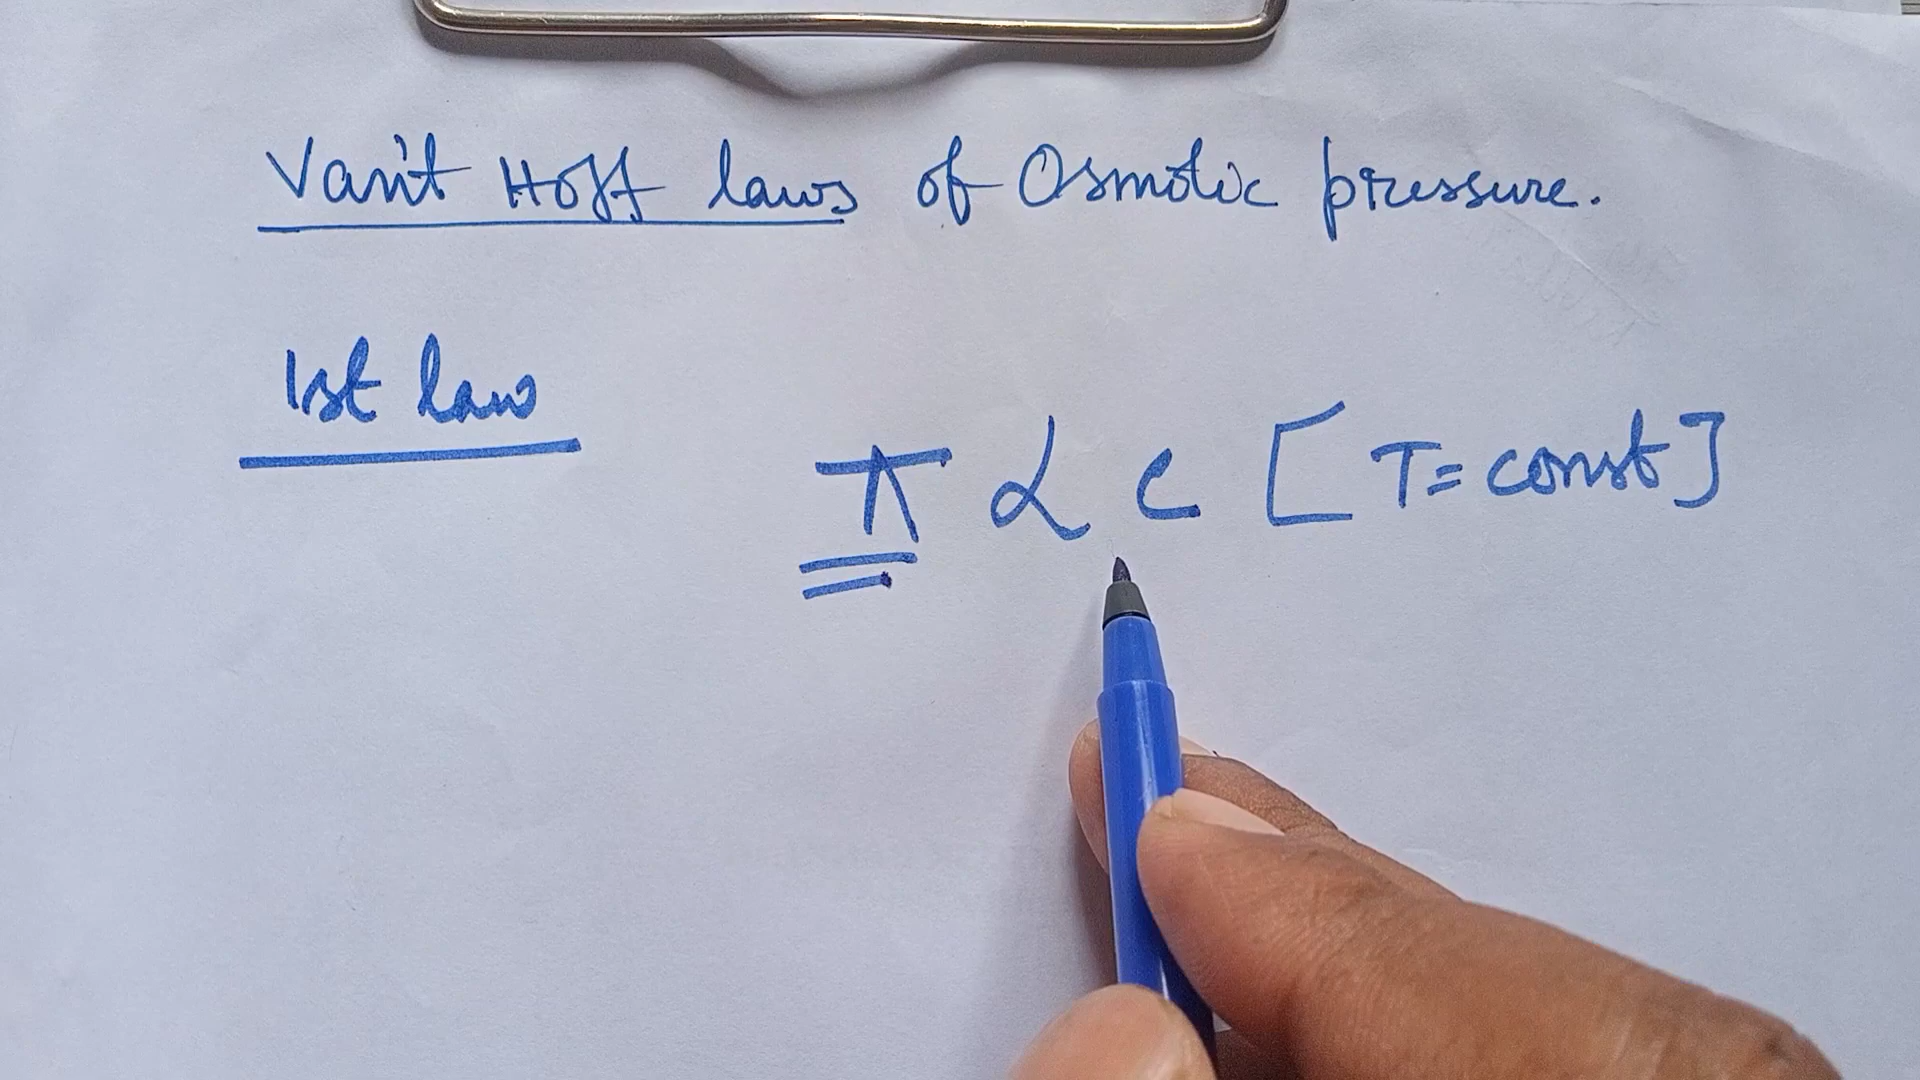 Van't Hoff laws of Osmotic pressure.
1st law
π α c [T = const]